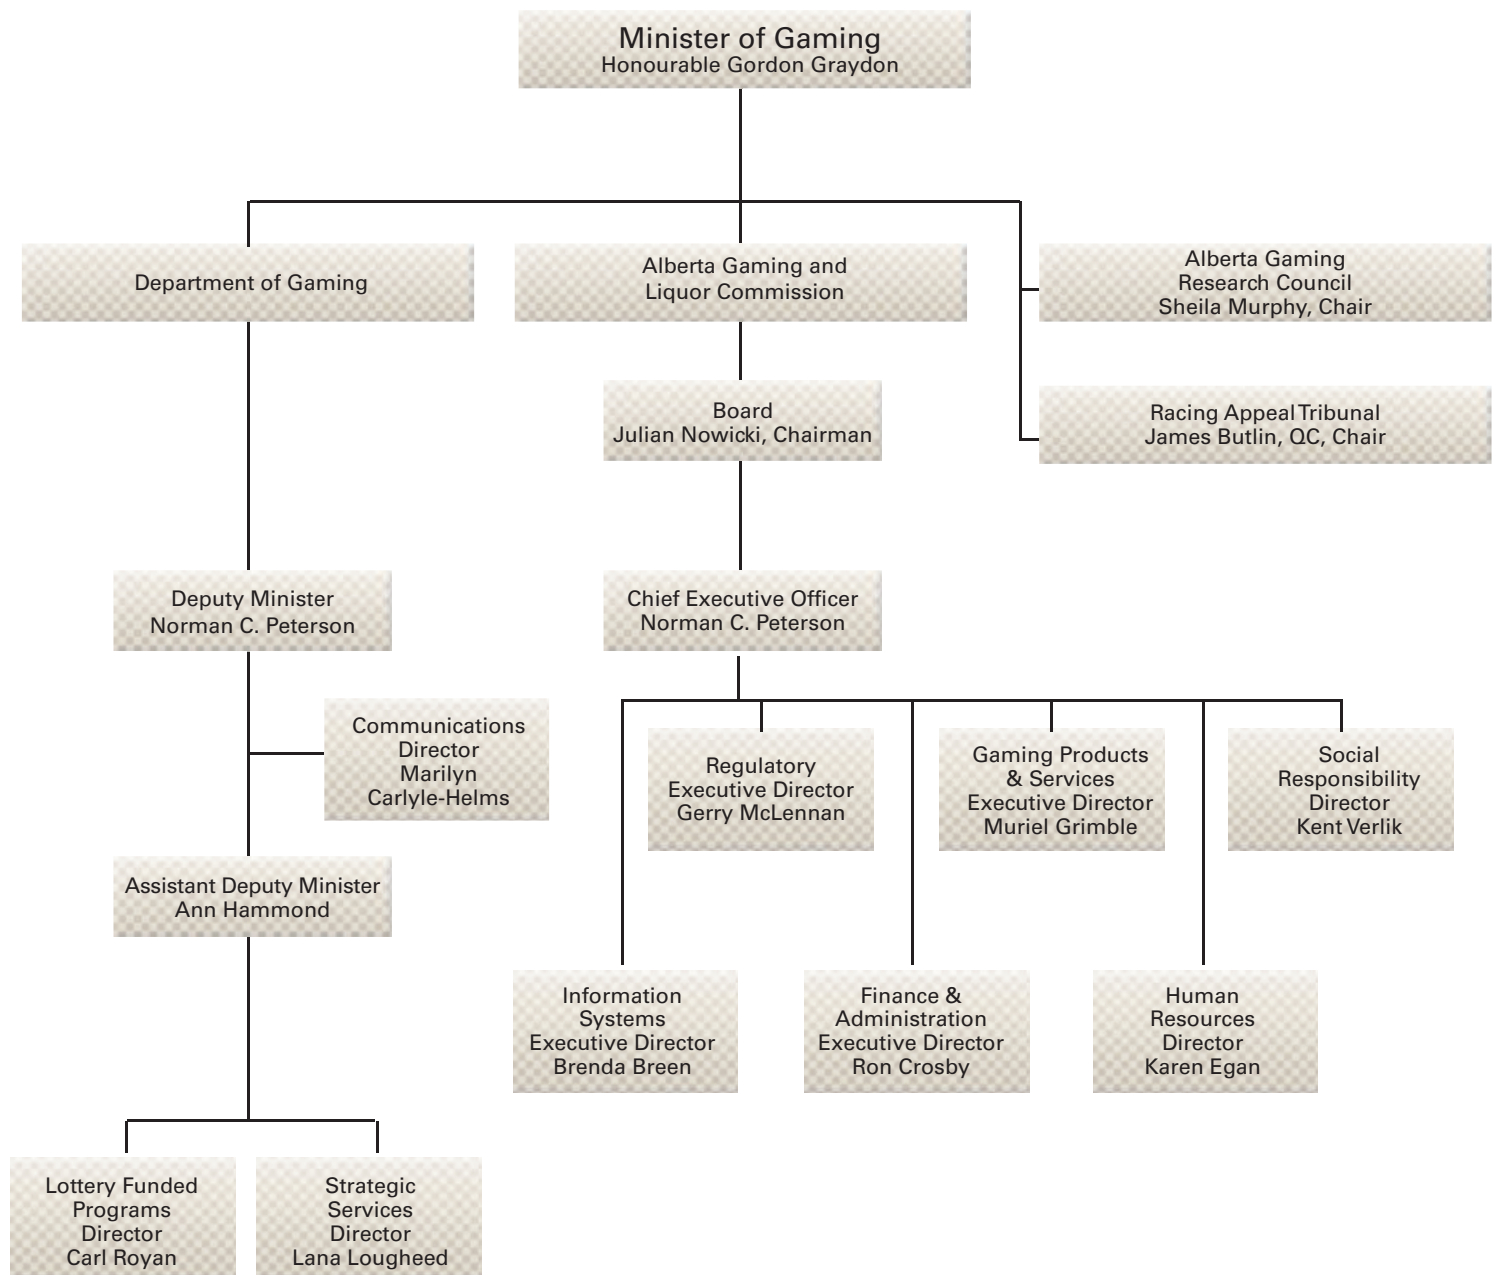 Minister of Gaming
Honourable Gordon Graydon
Department of Gaming
Alberta Gaming and
Liquor Commission
Alberta Gaming
Research Council
Sheila Murphy, Chair
Board
Julian Nowicki, Chairman
Racing Appeal Tribunal
James Butlin, QC, Chair
Deputy Minister
Norman C. Peterson
Chief Executive Officer
Norman C. Peterson
Communications
Director
Marilyn
Carlyle-Helms
Regulatory
Executive Director
Gerry McLennan
Gaming Products
& Services
Executive Director
Muriel Grimble
Social
Responsibility
Director
Kent Verlik
Assistant Deputy Minister
Ann Hammond
Information
Systems
Executive Director
Brenda Breen
Finance &
Administration
Executive Director
Ron Crosby
Human
Resources
Director
Karen Egan
Lottery Funded
Programs
Director
Carl Royan
Strategic
Services
Director
Lana Lougheed